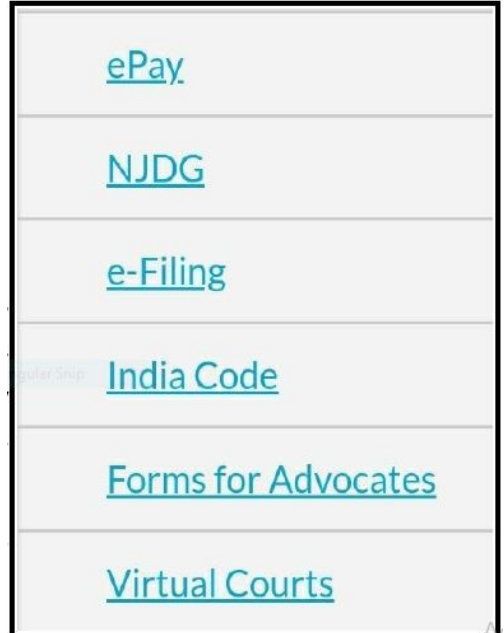 ePay
NJDG
e-Filing
India Code
Forms for Advocates
Virtual Courts